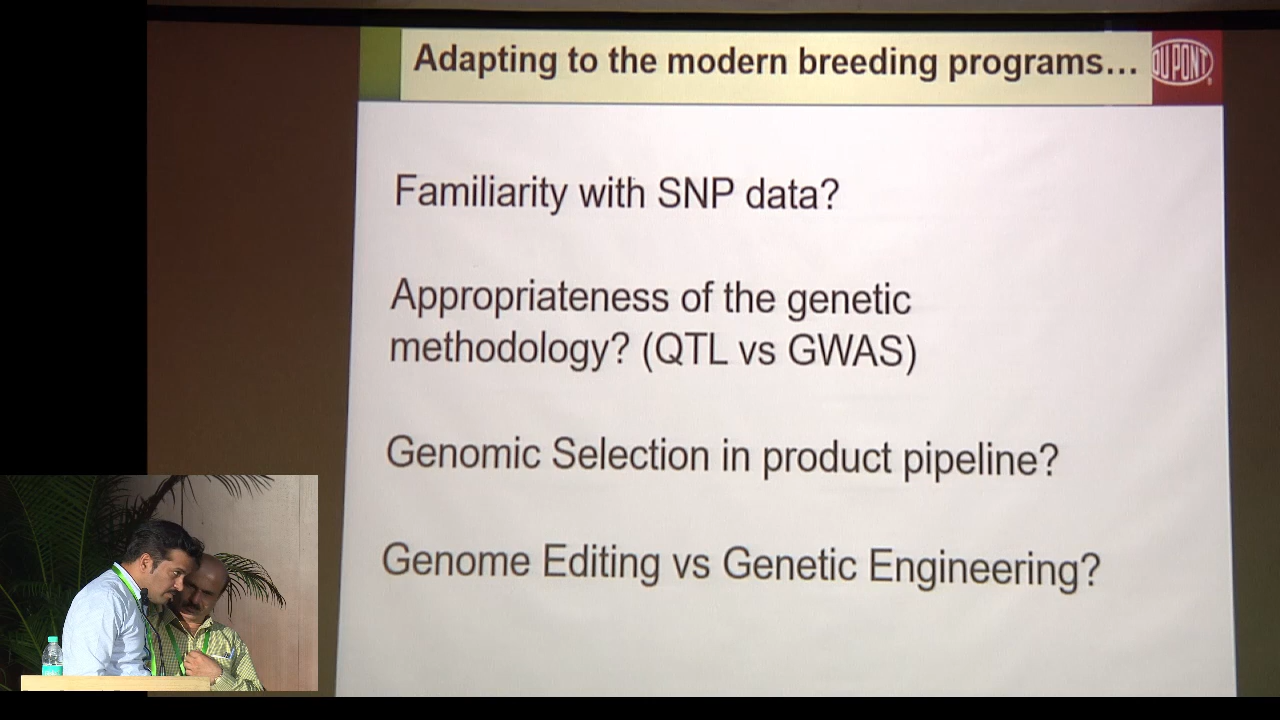 Adapting to the modern breeding programs...
DUPONT
Familiarity with SNP data?
Appropriateness of the genetic
methodology? (QTL vs GWAS)
Genomic Selection in product pipeline?
Genome Editing vs Genetic Engineering?